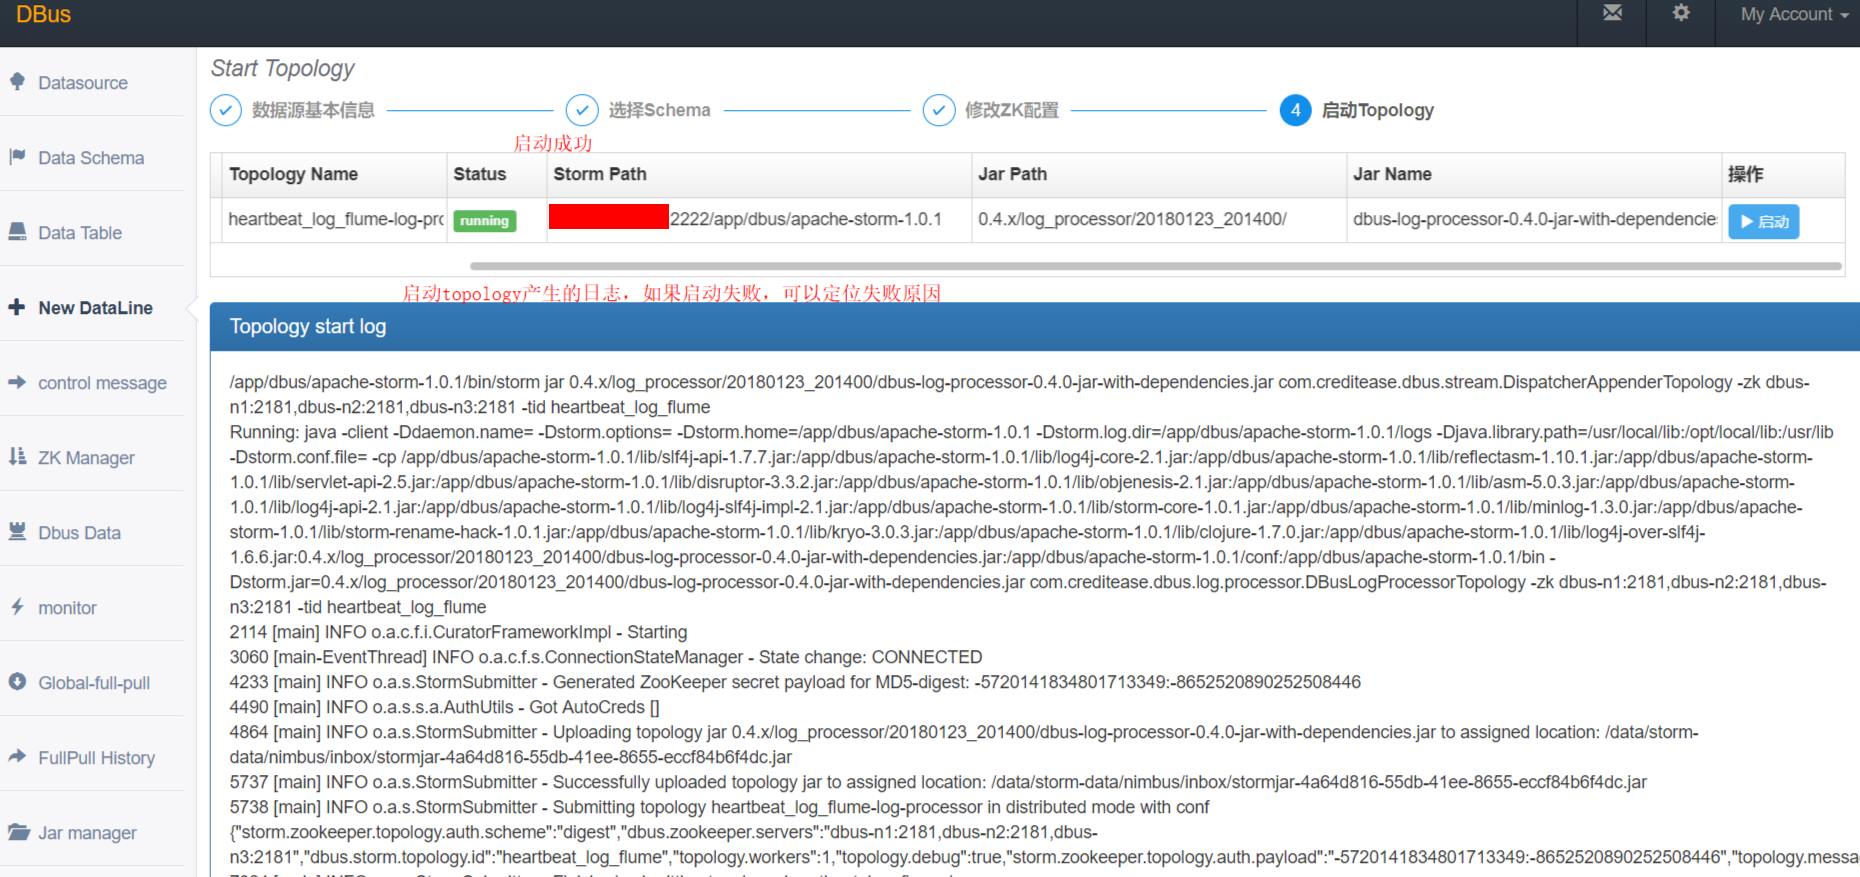 DBus
My Account
Datasource
Data Schema
Data Table
New DataLine
control message
ZK Manager
Dbus Data
monitor
Global-full-pull
FullPull History
Jar manager
Start Topology
数据源基本信息
选择Schema
修改ZK配置
4 启动Topology
启动成功
Topology Name Status Storm Path Jar Path Jar Name 操作
heartbeat_log_flume-log-prc running 2222/app/dbus/apache-storm-1.0.1 0.4.x/log_processor/20180123_201400/ dbus-log-processor-0.4.0-jar-with-dependencie 启动
启动topology产生的日志，如果启动失败，可以定位失败原因
Topology start log
/app/dbus/apache-storm-1.0.1/bin/storm jar 0.4.x/log_processor/20180123_201400/dbus-log-processor-0.4.0-jar-with-dependencies.jar com.creditease.dbus.stream.DispatcherAppenderTopology -zk dbus-
n1:2181,dbus-n2:2181,dbus-n3:2181 -tid heartbeat_log_flume
Running: java -client -Ddaemon.name= -Dstorm.options= -Dstorm.home=/app/dbus/apache-storm-1.0.1 -Dstorm.log.dir=/app/dbus/apache-storm-1.0.1/logs -Djava.library.path=/usr/local/lib:/opt/local/lib:/usr/lib
-Dstorm.conf.file= -cp /app/dbus/apache-storm-1.0.1/lib/slf4j-api-1.7.7.jar:/app/dbus/apache-storm-1.0.1/lib/log4j-core-2.1.jar:/app/dbus/apache-storm-1.0.1/lib/reflectasm-1.10.1.jar:/app/dbus/apache-storm-
1.0.1/lib/servlet-api-2.5.jar:/app/dbus/apache-storm-1.0.1/lib/disruptor-3.3.2.jar:/app/dbus/apache-storm-1.0.1/lib/objenesis-2.1.jar:/app/dbus/apache-storm-1.0.1/lib/asm-5.0.3.jar:/app/dbus/apache-storm-
1.0.1/lib/log4j-api-2.1.jar:/app/dbus/apache-storm-1.0.1/lib/log4j-slf4j-impl-2.1.jar:/app/dbus/apache-storm-1.0.1/lib/storm-core-1.0.1.jar:/app/dbus/apache-storm-1.0.1/lib/minlog-1.3.0.jar:/app/dbus/apache-
storm-1.0.1/lib/storm-rename-hack-1.0.1.jar:/app/dbus/apache-storm-1.0.1/lib/kryo-3.0.3.jar:/app/dbus/apache-storm-1.0.1/lib/clojure-1.7.0.jar:/app/dbus/apache-storm-1.0.1/lib/log4j-over-slf4j-
1.6.6.jar:0.4.x/log_processor/20180123_201400/dbus-log-processor-0.4.0-jar-with-dependencies.jar:/app/dbus/apache-storm-1.0.1/conf:/app/dbus/apache-storm-1.0.1/bin -
Dstorm.jar=0.4.x/log_processor/20180123_201400/dbus-log-processor-0.4.0-jar-with-dependencies.jar com.creditease.dbus.log.processor.DBusLogProcessorTopology -zk dbus-n1:2181,dbus-n2:2181,dbus-
n3:2181 -tid heartbeat_log_flume
2114 [main] INFO o.a.c.f.i.CuratorFrameworkImpl - Starting
3060 [main-EventThread] INFO o.a.c.f.s.ConnectionStateManager - State change: CONNECTED
4233 [main] INFO o.a.s.StormSubmitter - Generated ZooKeeper secret payload for MD5-digest: -5720141834801713349:-8652520890252508446
4490 [main] INFO o.a.s.s.a.AuthUtils - Got AutoCreds []
4864 [main] INFO o.a.s.StormSubmitter - Uploading topology jar 0.4.x/log_processor/20180123_201400/dbus-log-processor-0.4.0-jar-with-dependencies.jar to assigned location: /data/storm-
data/nimbus/inbox/stormjar-4a64d816-55db-41ee-8655-eccf84b6f4dc.jar
5737 [main] INFO o.a.s.StormSubmitter - Successfully uploaded topology jar to assigned location: /data/storm-data/nimbus/inbox/stormjar-4a64d816-55db-41ee-8655-eccf84b6f4dc.jar
5738 [main] INFO o.a.s.StormSubmitter - Submitting topology heartbeat_log_flume-log-processor in distributed mode with conf
{"storm.zookeeper.topology.auth.scheme":"digest","dbus.zookeeper.servers":"dbus-n1:2181,dbus-n2:2181,dbus-
n3:2181","dbus.storm.topology.id":"heartbeat_log_flume","topology.workers":1,"topology.debug":true,"storm.zookeeper.topology.auth.payload":"-5720141834801713349:-8652520890252508446","topology.messa